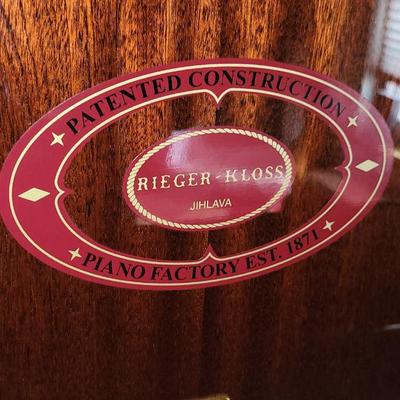 PATENTED CONSTRUCTION
RIEGER-KLOSS
JIHLAVA
PIANO FACTORY EST. 1871